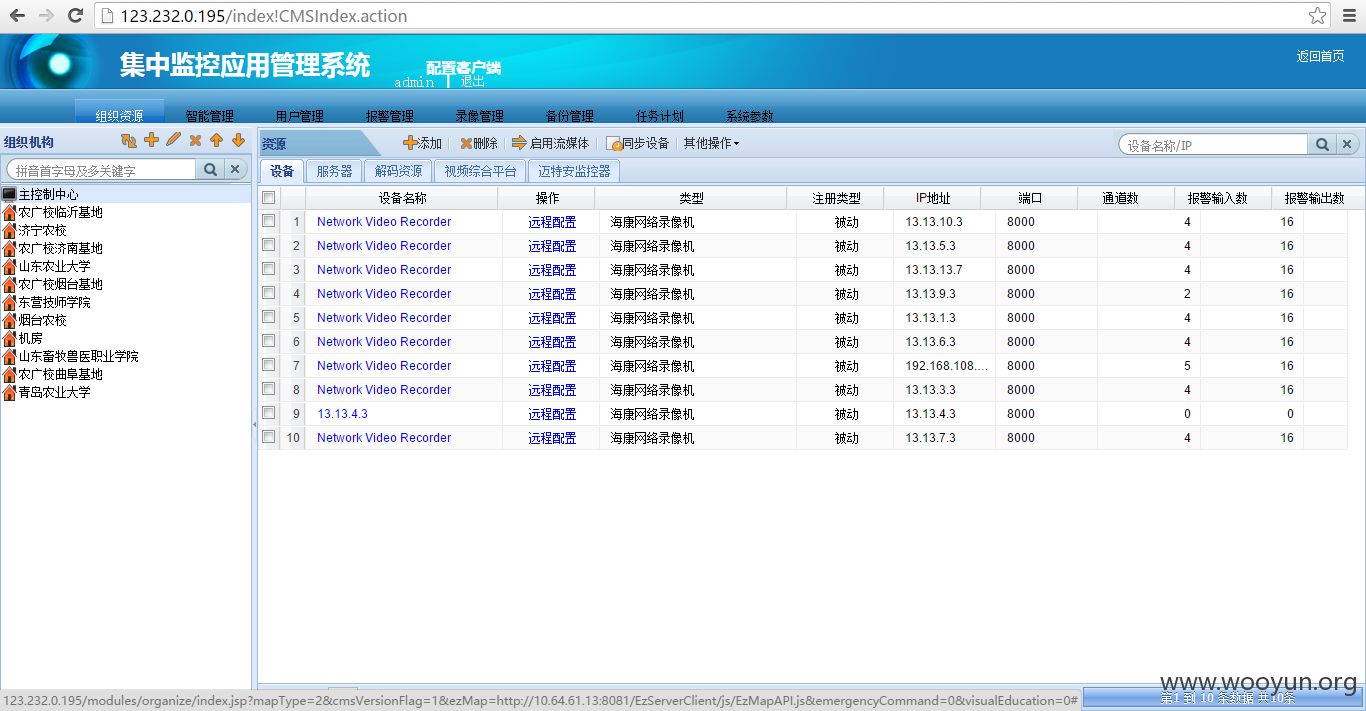 123.232.0.195/index!CMSIndex.action
集中监控应用管理系统
配置客户端
admin | 退出
返回首页
组织资源 智能管理 用户管理 报警管理 录像管理 备份管理 任务计划 系统参数
组织机构
拼音首字母及多关键字
主控制中心
农广校临沂基地
济宁农校
农广校济南基地
山东农业大学
农广校烟台基地
东营技师学院
烟台农校
机房
山东畜牧兽医职业学院
农广校曲阜基地
青岛农业大学
资源 添加 删除 启用流媒体 同步设备 其他操作 设备名称/IP
设备 服务器 解码资源 视频综合平台 迈特安监控器
设备名称 操作 类型 注册类型 IP地址 端口 通道数 报警输入数 报警输出数
1 Network Video Recorder 远程配置 海康网络录像机 被动 13.13.10.3 8000 4 16
2 Network Video Recorder 远程配置 海康网络录像机 被动 13.13.5.3 8000 4 16
3 Network Video Recorder 远程配置 海康网络录像机 被动 13.13.13.7 8000 4 16
4 Network Video Recorder 远程配置 海康网络录像机 被动 13.13.9.3 8000 2 16
5 Network Video Recorder 远程配置 海康网络录像机 被动 13.13.1.3 8000 4 16
6 Network Video Recorder 远程配置 海康网络录像机 被动 13.13.6.3 8000 4 16
7 Network Video Recorder 远程配置 海康网络录像机 被动 192.168.108.... 8000 5 16
8 Network Video Recorder 远程配置 海康网络录像机 被动 13.13.3.3 8000 4 16
9 13.13.4.3 远程配置 海康网络录像机 被动 13.13.4.3 8000 0 0
10 Network Video Recorder 远程配置 海康网络录像机 被动 13.13.7.3 8000 4 16
www.wooyun.org
123.232.0.195/modules/organize/index.jsp?mapType=2&cmsVersionFlag=1&ezMap=http://10.64.61.13:8081/EzServerClient/js/EzMapAPI.js&emergencyCommand=0&visualEducation=0#
第1 到 10 条数据 共10条